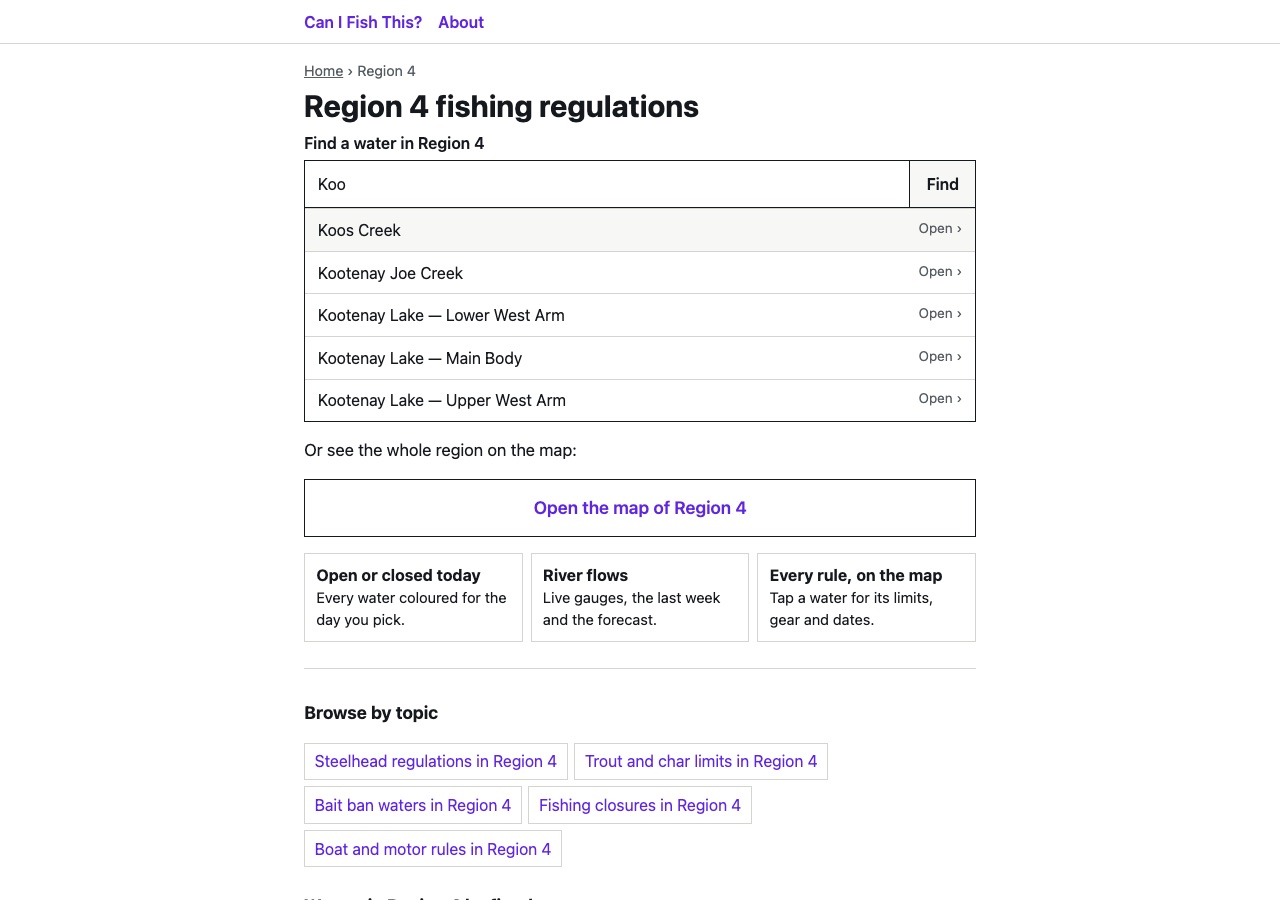 Can I Fish This? About
Home › Region 4
Region 4 fishing regulations
Find a water in Region 4
Koo Find
Koos Creek Open ›
Kootenay Joe Creek Open ›
Kootenay Lake — Lower West Arm Open ›
Kootenay Lake — Main Body Open ›
Kootenay Lake — Upper West Arm Open ›
Or see the whole region on the map:
Open the map of Region 4
Open or closed today
Every water coloured for the
day you pick.
River flows
Live gauges, the last week
and the forecast.
Every rule, on the map
Tap a water for its limits,
gear and dates.
Browse by topic
Steelhead regulations in Region 4 Trout and char limits in Region 4
Bait ban waters in Region 4 Fishing closures in Region 4
Boat and motor rules in Region 4